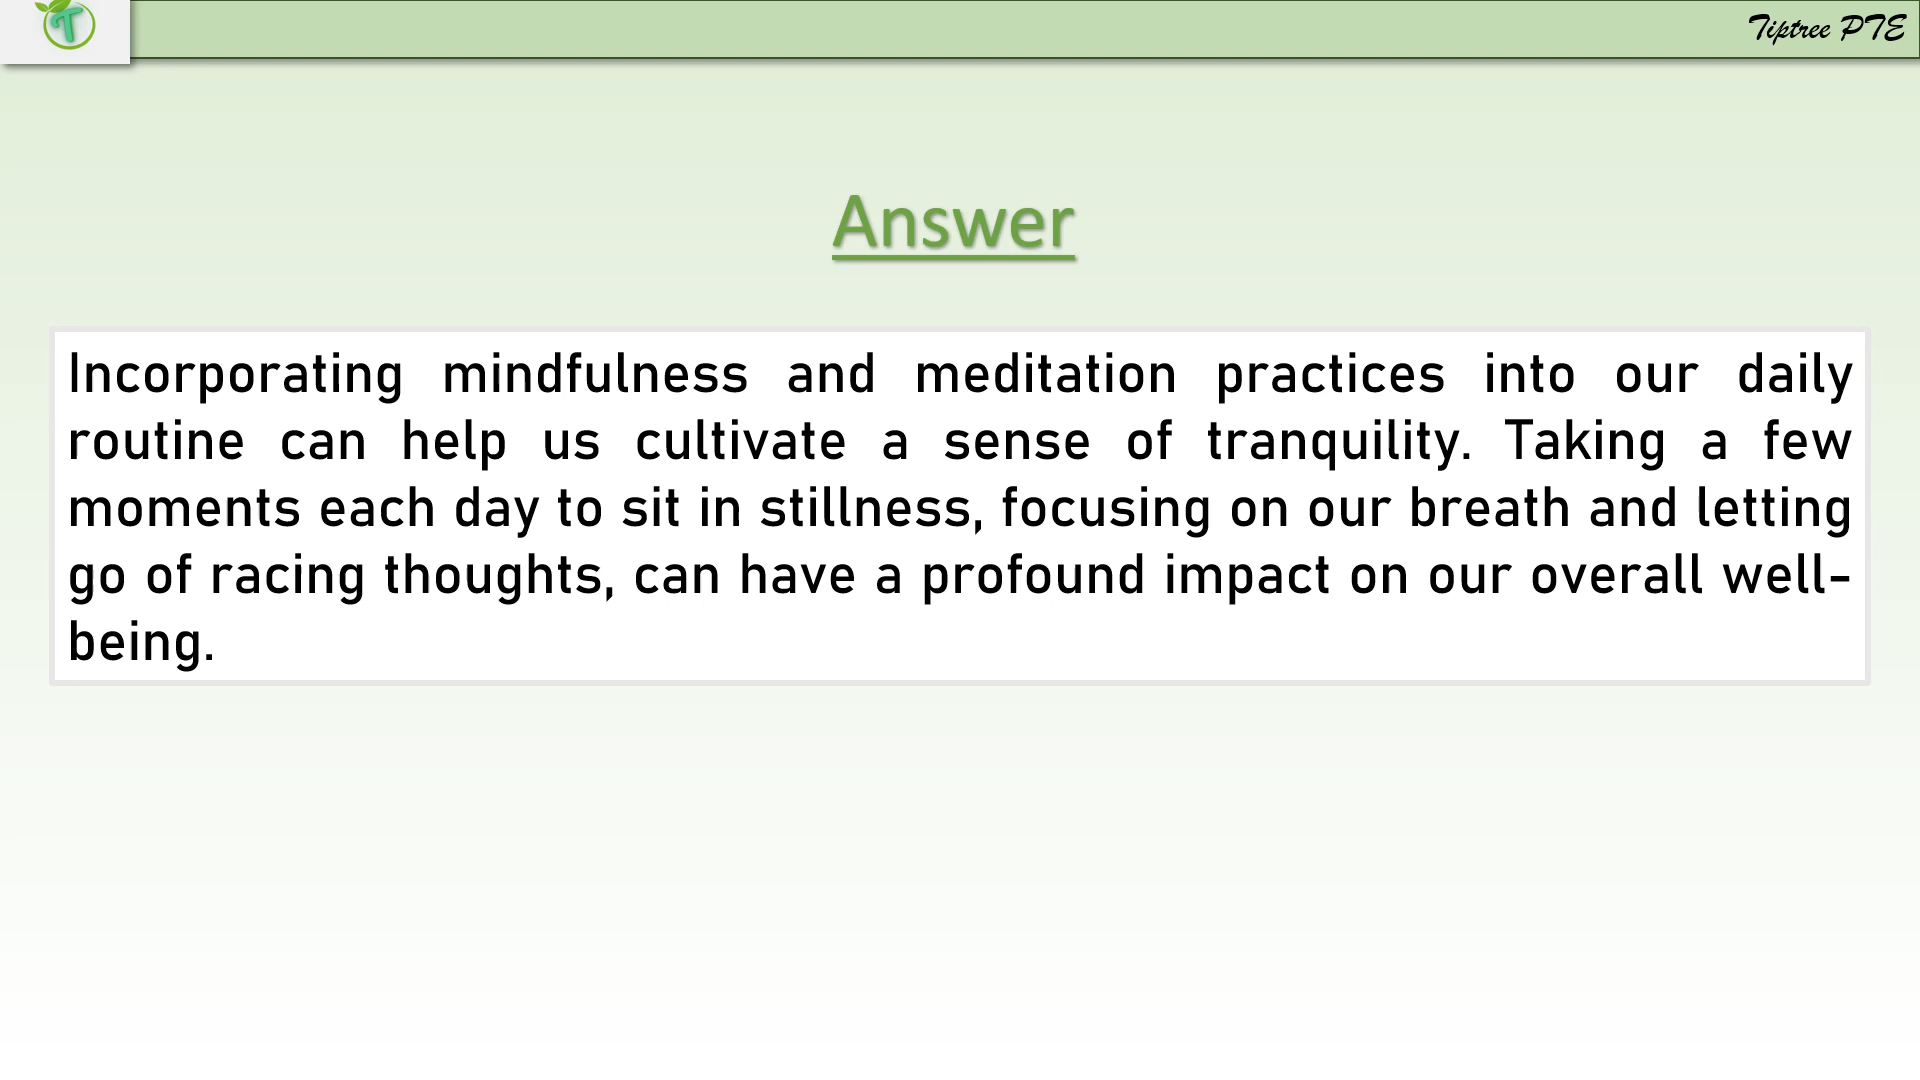 T
Tiptree PTE
Answer
Incorporating mindfulness and meditation practices into our daily
routine can help us cultivate a sense of tranquility. Taking a few
moments each day to sit in stillness, focusing on our breath and letting
go of racing thoughts, can have a profound impact on our overall well-
being.